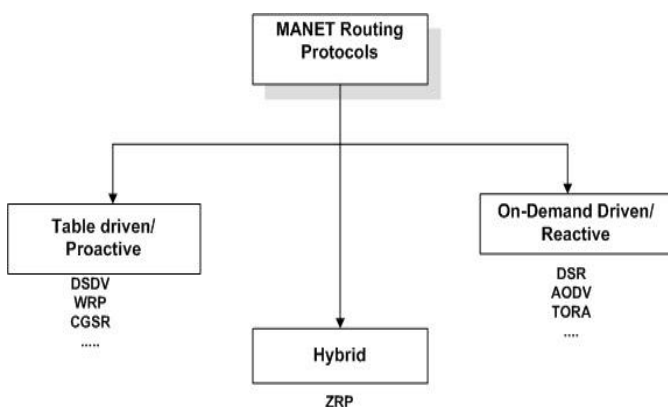 MANET Routing
Protocols
Table driven/
Proactive
DSDV
WRP
CGSR
.....
Hybrid
ZRP
On-Demand Driven/
Reactive
DSR
AODV
TORA
....